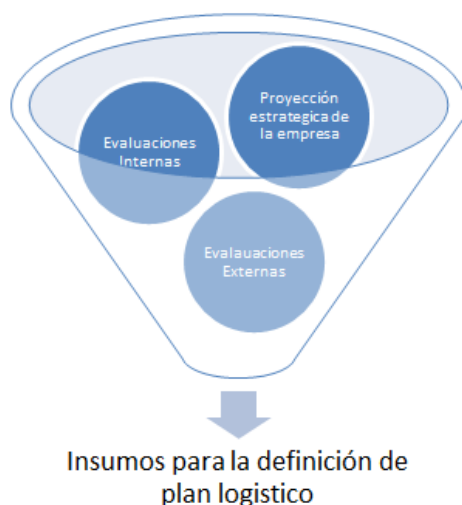 Proyección
estrategica de
la empresa
Evaluaciones
Internas
Evalauaciones
Externas
Insumos para la definición de
plan logistico